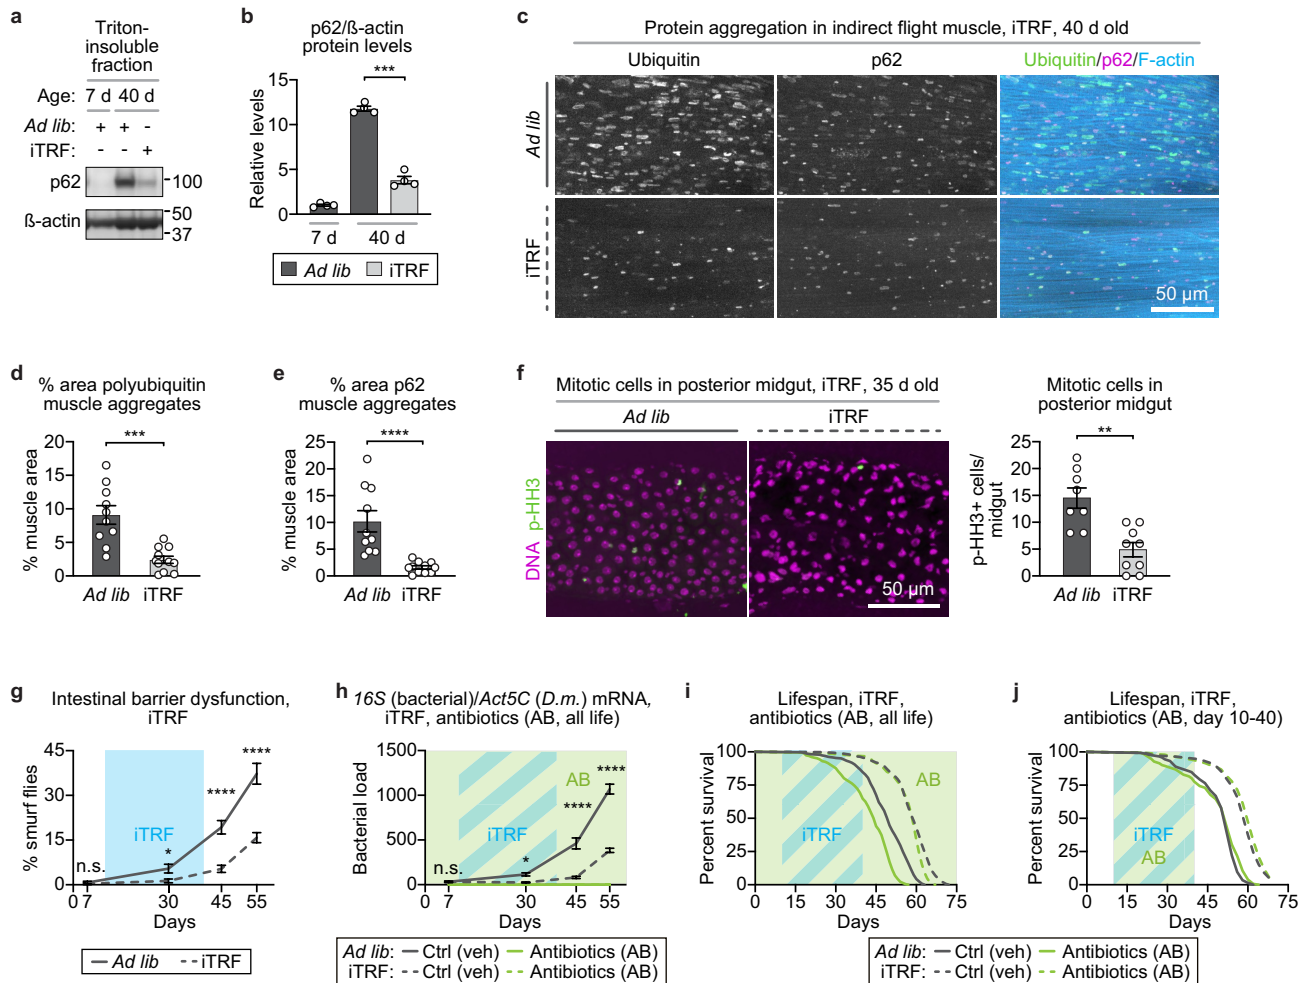 a
Triton-
insoluble
fraction
Age: 7 d 40 d
Ad lib: + + -
iTRF: - - +
p62
100
ß-actin
50
37
b
p62/ß-actin
protein levels
Relative levels
15
10
5
0
***
7 d
40 d
Ad lib iTRF
c
Protein aggregation in indirect flight muscle, iTRF, 40 d old
Ubiquitin
p62
Ubiquitin/p62/F-actin
Ad lib
iTRF
50 µm
d
% area polyubiquitin
muscle aggregates
% muscle area
20
15
10
5
0
***
Ad lib iTRF
e
% area p62
muscle aggregates
% muscle area
25
20
15
10
5
0
****
Ad lib iTRF
f
Mitotic cells in posterior midgut, iTRF, 35 d old
Ad lib
iTRF
DNA p-HH3
50 µm
Mitotic cells in
posterior midgut
p-HH3+ cells/
midgut
25
20
15
10
5
0
**
Ad lib iTRF
g
Intestinal barrier dysfunction,
iTRF
% smurf flies
45
30
15
0
n.s.
*
****
****
iTRF
0 7 30 45 55
Days
Ad lib iTRF
h
16S (bacterial)/Act5C (D.m.) mRNA,
iTRF, antibiotics (AB, all life)
Bacterial load
1500
1000
500
0
n.s.
*
****
****
iTRF
AB
0 7 30 45 55
Days
Ad lib: Ctrl (veh) Antibiotics (AB)
iTRF: Ctrl (veh) Antibiotics (AB)
i
Lifespan, iTRF,
antibiotics (AB, all life)
Percent survival
100
75
50
25
0
iTRF
AB
0 15 30 45 60 75
Days
j
Lifespan, iTRF,
antibiotics (AB, day 10-40)
Percent survival
100
75
50
25
0
iTRF
AB
0 15 30 45 60 75
Days
Ad lib: Ctrl (veh) Antibiotics (AB)
iTRF: Ctrl (veh) Antibiotics (AB)